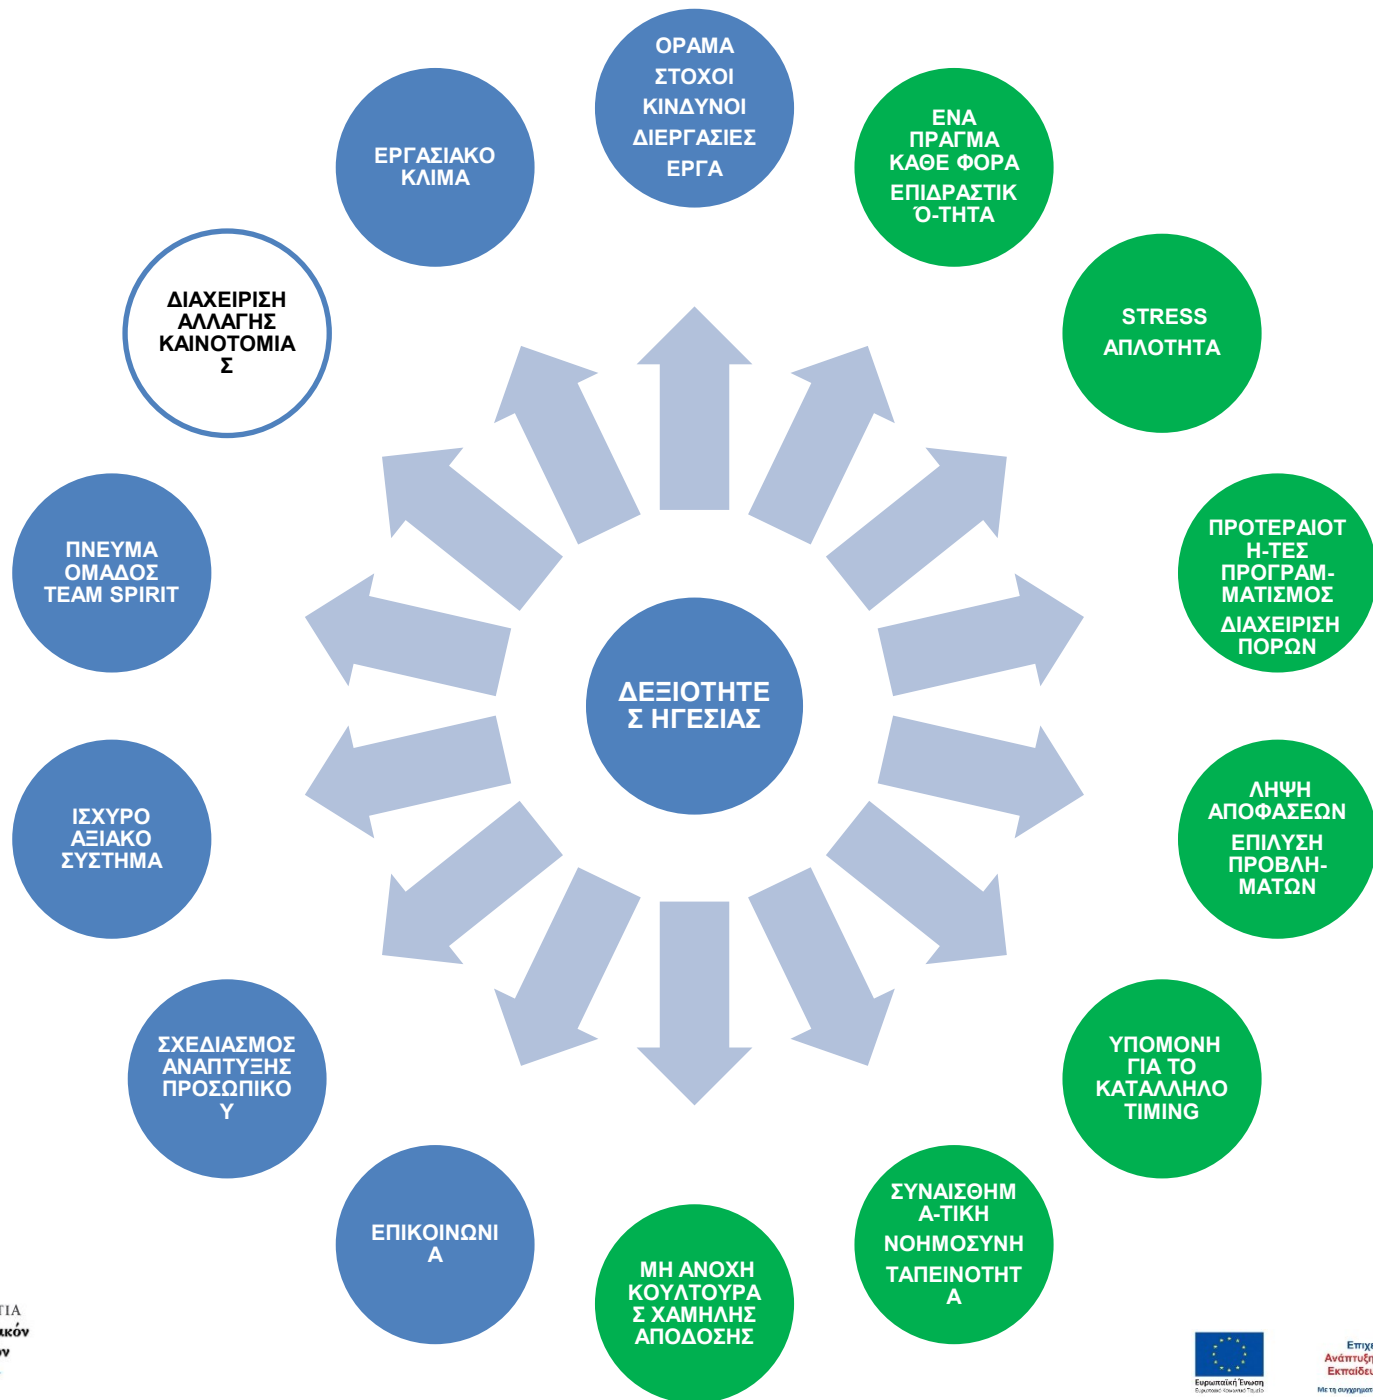 ΟΡΑΜΑ
ΣΤΟΧΟΙ
ΚΙΝΔΥΝΟΙ
ΔΙΕΡΓΑΣΙΕΣ
ΕΡΓΑ
ΕΝΑ
ΠΡΑΓΜΑ
ΚΑΘΕ ΦΟΡΑ
ΕΠΙΔΡΑΣΤΙΚ
Ό-ΤΗΤΑ
STRESS
ΑΠΛΟΤΗΤΑ
ΠΡΟΤΕΡΑΙΟΤ
Η-ΤΕΣ
ΠΡΟΓΡΑΜ-
ΜΑΤΙΣΜΟΣ
ΔΙΑΧΕΙΡΙΣΗ
ΠΟΡΩΝ
ΛΗΨΗ
ΑΠΟΦΑΣΕΩΝ
ΕΠΙΛΥΣΗ
ΠΡΟΒΛΗ-
ΜΑΤΩΝ
ΥΠΟΜΟΝΗ
ΓΙΑ ΤΟ
ΚΑΤΑΛΛΗΛΟ
TIMING
ΣΥΝΑΙΣΘΗΜ
Α-ΤΙΚΗ
ΝΟΗΜΟΣΥΝΗ
ΤΑΠΕΙΝΟΤΗΤ
Α
ΜΗ ΑΝΟΧΗ
ΚΟΥΛΤΟΥΡΑ
Σ ΧΑΜΗΛΗΣ
ΑΠΟΔΟΣΗΣ
ΕΠΙΚΟΙΝΩΝΙ
Α
ΣΧΕΔΙΑΣΜΟΣ
ΑΝΑΠΤΥΞΗΣ
ΠΡΟΣΩΠΙΚΟ
Υ
ΙΣΧΥΡΟ
ΑΞΙΑΚΟ
ΣΥΣΤΗΜΑ
ΠΝΕΥΜΑ
ΟΜΑΔΟΣ
TEAM SPIRIT
ΔΙΑΧΕΙΡΙΣΗ
ΑΛΛΑΓΗΣ
ΚΑΙΝΟΤΟΜΙΑ
Σ
ΕΡΓΑΣΙΑΚΟ
ΚΛΙΜΑ
ΔΕΞΙΟΤΗΤΕ
Σ ΗΓΕΣΙΑΣ
Ευρωπαϊκή Ένωση